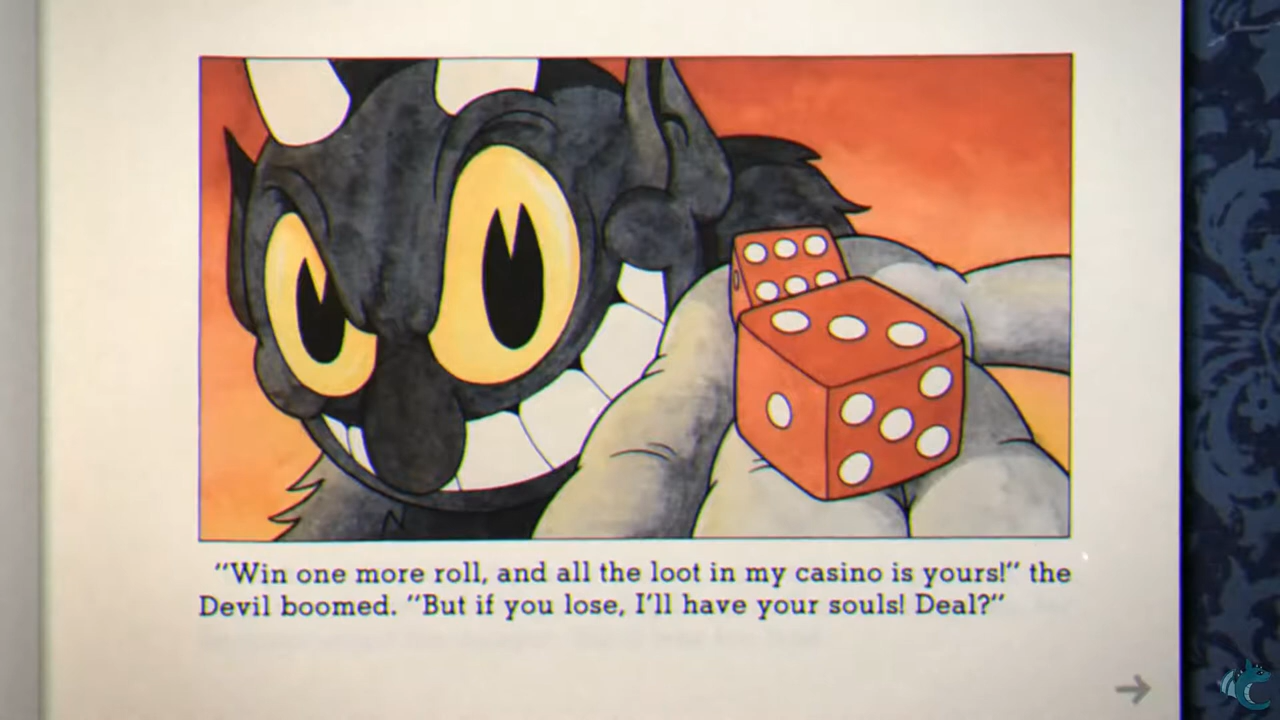 “Win one more roll, and all the loot in my casino is yours!” the
Devil boomed. “But if you lose, I’ll have your souls! Deal?”